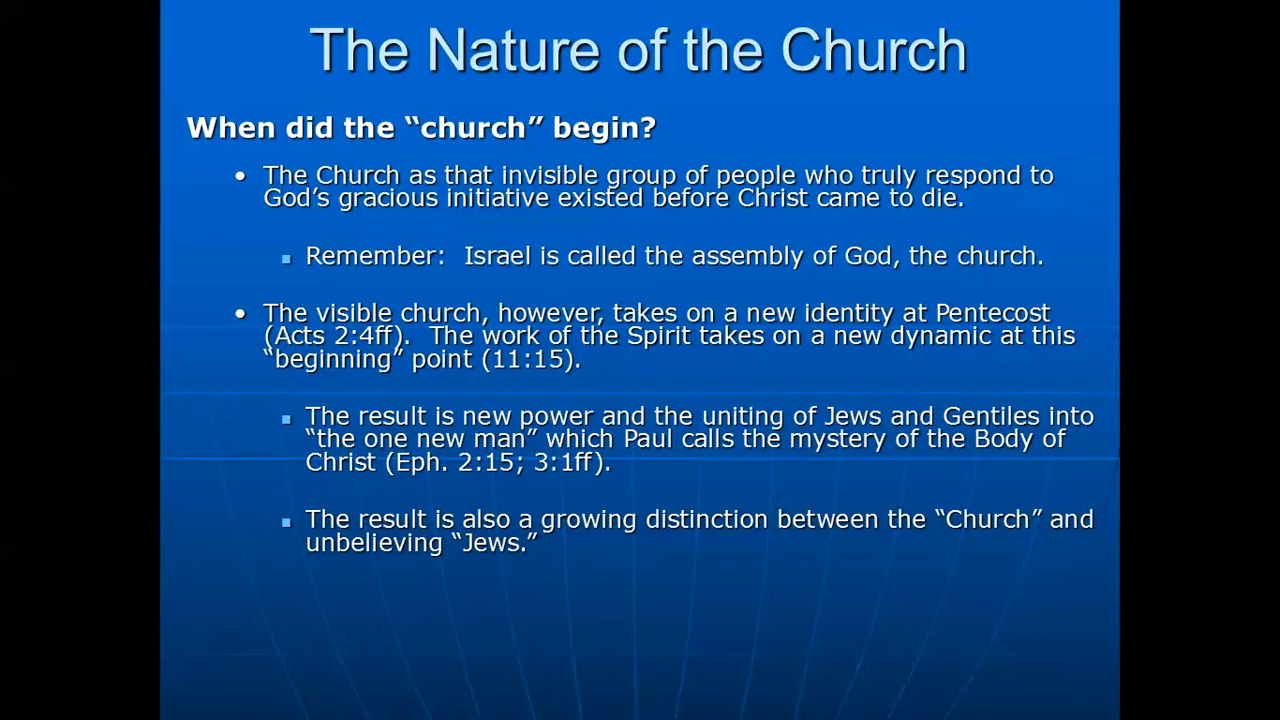 The Nature of the Church
When did the “church” begin?
• The Church as that invisible group of people who truly respond to
God’s gracious initiative existed before Christ came to die.
▪ Remember:  Israel is called the assembly of God, the church.
• The visible church, however, takes on a new identity at Pentecost
(Acts 2:4ff).  The work of the Spirit takes on a new dynamic at this
“beginning” point (11:15).
▪ The result is new power and the uniting of Jews and Gentiles into
“the one new man” which Paul calls the mystery of the Body of
Christ (Eph. 2:15; 3:1ff).
▪ The result is also a growing distinction between the “Church” and
unbelieving “Jews.”